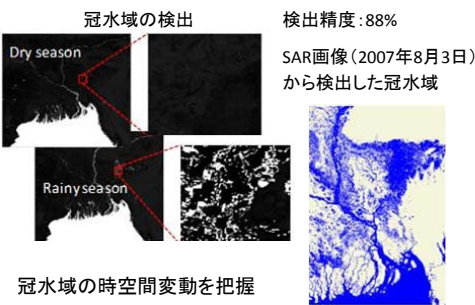 冠水域の検出
Dry season
Rainy season
冠水域の時空間変動を把握
検出精度：88%
SAR画像（2007年8月3日）
から検出した冠水域